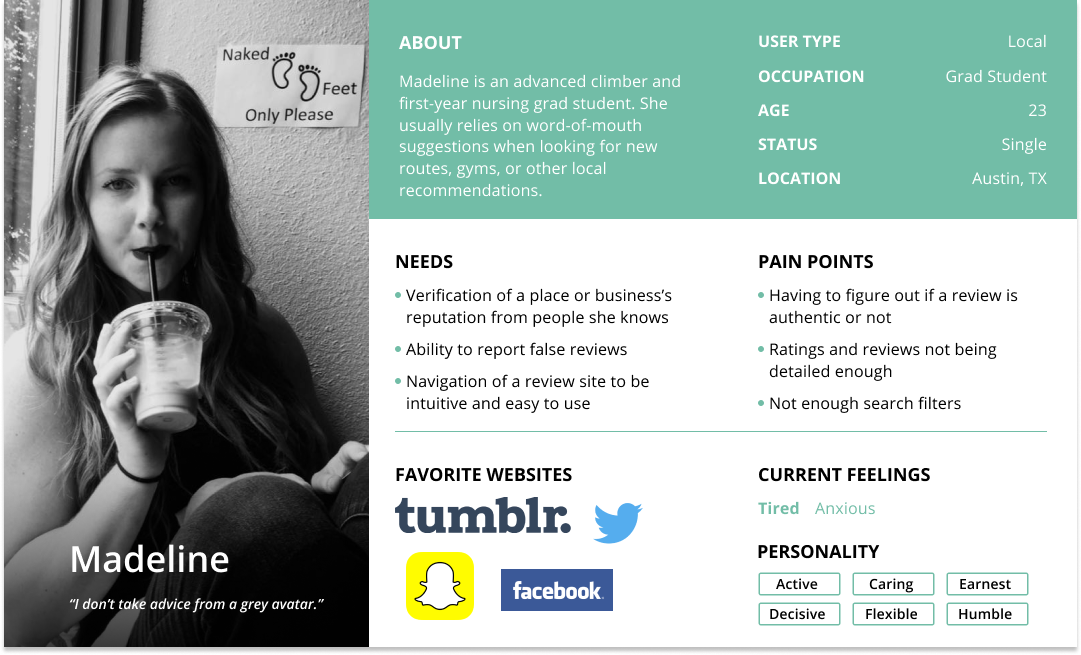 Naked
Feet
Only Please
Madeline
“I don’t take advice from a grey avatar.”
ABOUT
Madeline is an advanced climber and
first-year nursing grad student. She
usually relies on word-of-mouth
suggestions when looking for new
routes, gyms, or other local
recommendations.
USER TYPE Local
OCCUPATION Grad Student
AGE 23
STATUS Single
LOCATION Austin, TX
NEEDS
• Verification of a place or business’s
reputation from people she knows
• Ability to report false reviews
• Navigation of a review site to be
intuitive and easy to use
PAIN POINTS
• Having to figure out if a review is
authentic or not
• Ratings and reviews not being
detailed enough
• Not enough search filters
FAVORITE WEBSITES
tumblr.
facebook
CURRENT FEELINGS
Tired Anxious
PERSONALITY
Active Caring Earnest
Decisive Flexible Humble